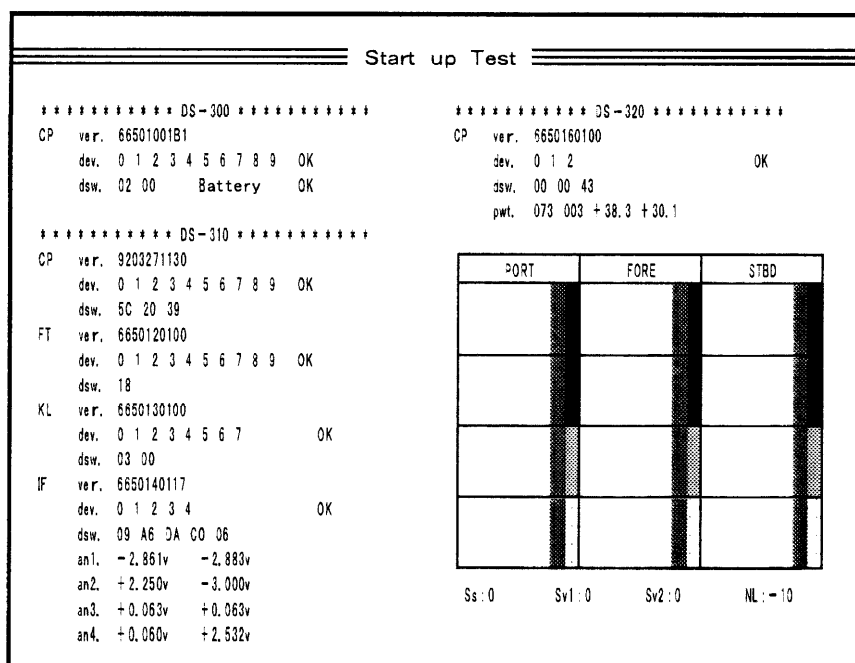 Start up Test
* * * * * * * * * * * DS-300 * * * * * * * * * * *
CP ver. 66501001B1
dev. 0 1 2 3 4 5 6 7 8 9 OK
dsw. 02 00 Battery OK
* * * * * * * * * * * DS-310 * * * * * * * * * * *
CP ver. 9203271130
dev. 0 1 2 3 4 5 6 7 8 9 OK
dsw. 5C 20 39
FT ver. 6650120100
dev. 0 1 2 3 4 5 6 7 8 9 OK
dsw. 18
KL ver. 6650130100
dev. 0 1 2 3 4 5 6 7 OK
dsw. 03 00
IF ver. 6650140117
dev. 0 1 2 3 4 OK
dsw. 09 A6 DA C0 06
an1. -2.861v -2.883v
an2. +2.250v -3.000v
an3. +0.063v +0.063v
an4. +0.060v +2.532v
* * * * * * * * * * * DS-320 * * * * * * * * * * *
CP ver. 6650160100
dev. 0 1 2 OK
dsw. 00 00 43
pwt. 073 003 +38.3 +30.1
PORT FORE STBD
Ss:0 Sv1:0 Sv2:0 NL:-10